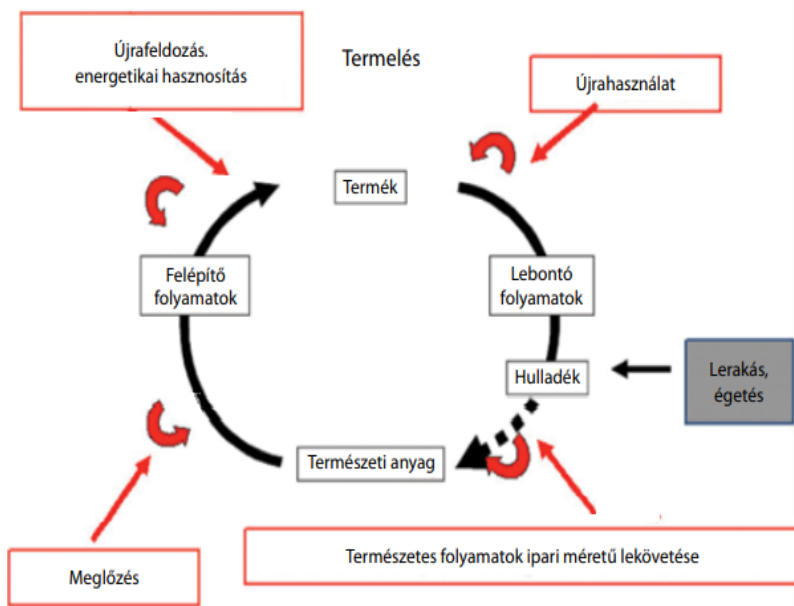 Újrafeldozás.
energetikai hasznosítás
Termelés
Újrahasználat
Termék
Felépítő
folyamatok
Lebontó
folyamatok
Hulladék
Lerakás,
égetés
Természeti anyag
Meglőzés
Természetes folyamatok ipari méretű lekövetése